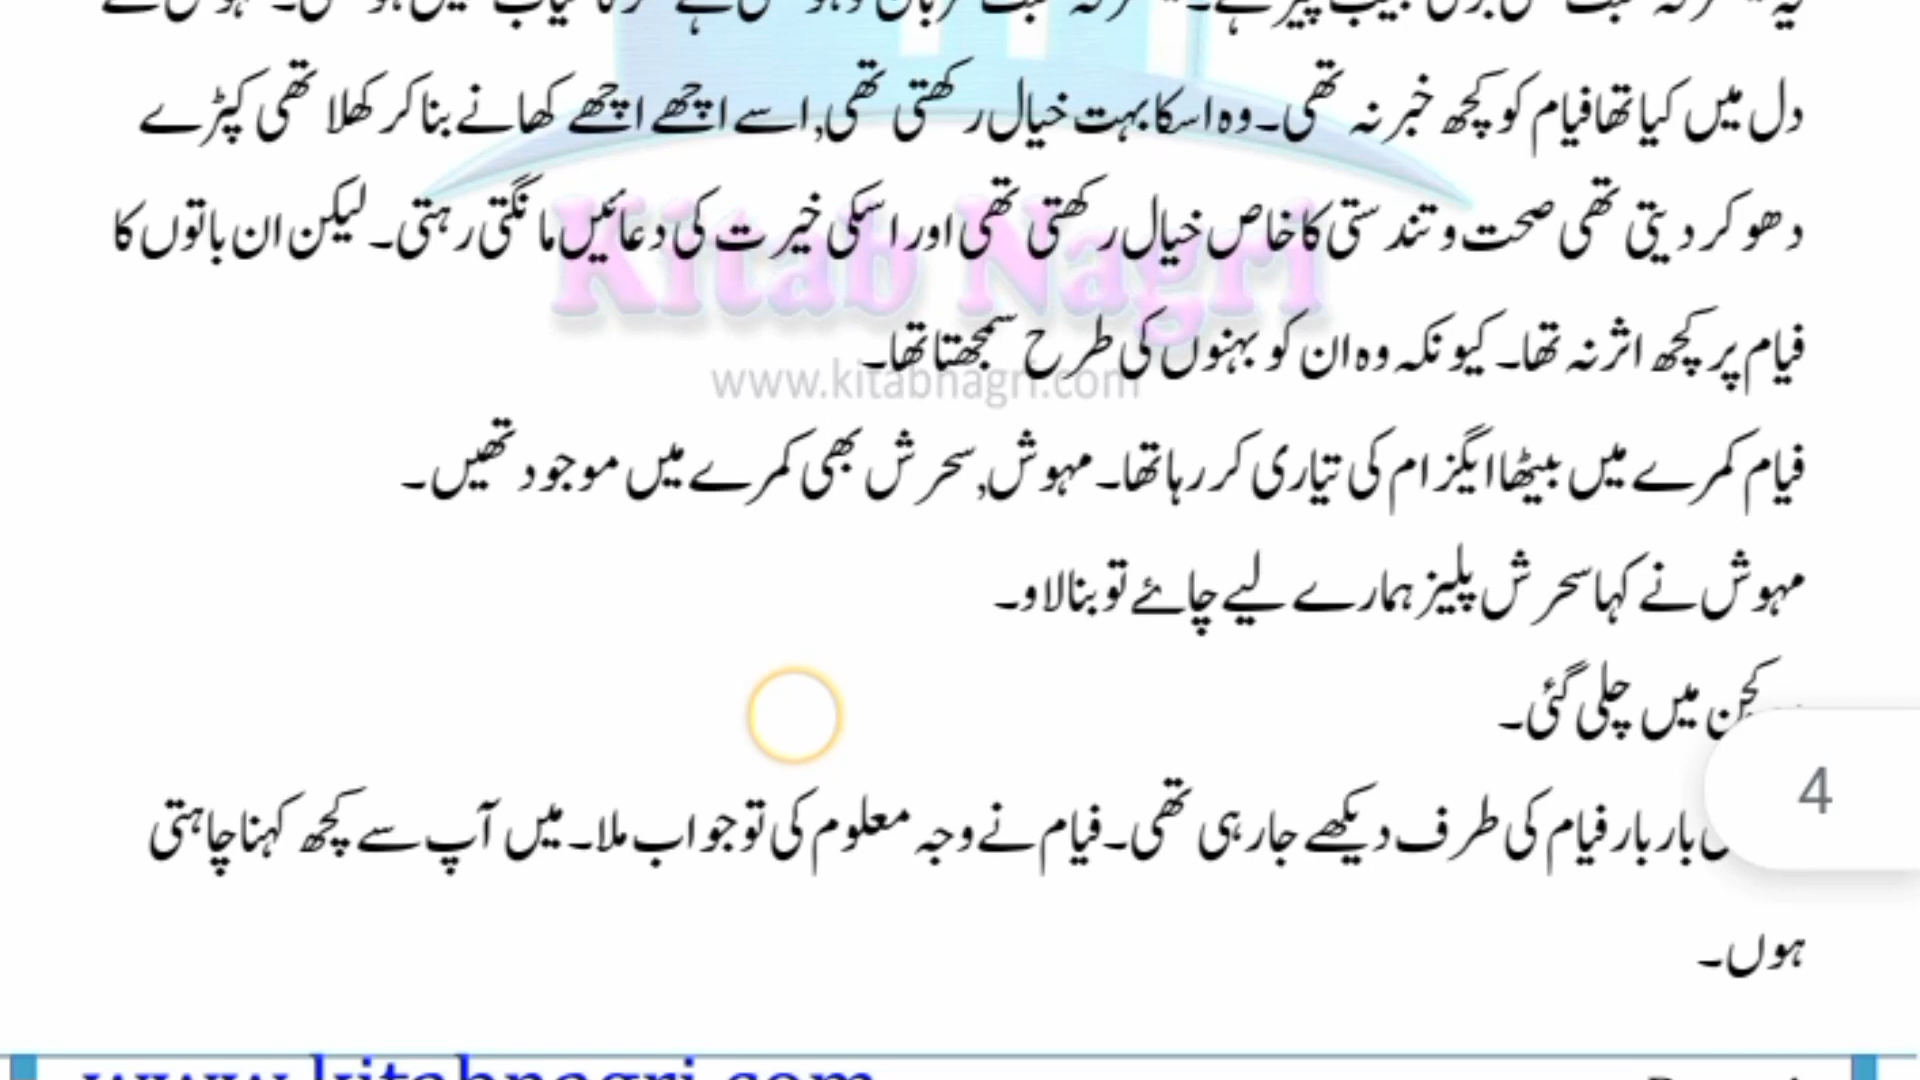 دل میں کیا تھا فیام کو کچھ خبر نہ تھی۔ وہ اسکا بہت خیال رکھتی تھی, اسے اچھے اچھے کھانے بنا کر کھلا تھی کپڑے
دھو کر دیتی تھی صحت و تندستی کا خاص خیال رکھتی تھی اور اسکی خیرت کی دعائیں مانگتی رہتی۔ لیکن ان باتوں کا
Kitab Nagri
فیام پر کچھ اثر نہ تھا۔ کیونکہ وہ ان کو بہنوں کی طرح سمجھتا تھا۔
www.kitabnagri.com
فیام کمرے میں بیٹھا ایگزام کی تیاری کر رہا تھا۔ مہوش, سحرش بھی کمرے میں موجود تھیں۔
مہوش نے کہا سحرش پلیز ہمارے لیے چائے تو بنا لاو۔
کچن میں چلی گئی۔
4
بار بار فیام کی طرف دیکھے جا رہی تھی۔ فیام نے وجہ معلوم کی تو جواب ملا۔ میں آپ سے کچھ کہنا چاہتی
ہوں۔
www.kitabnagri.com